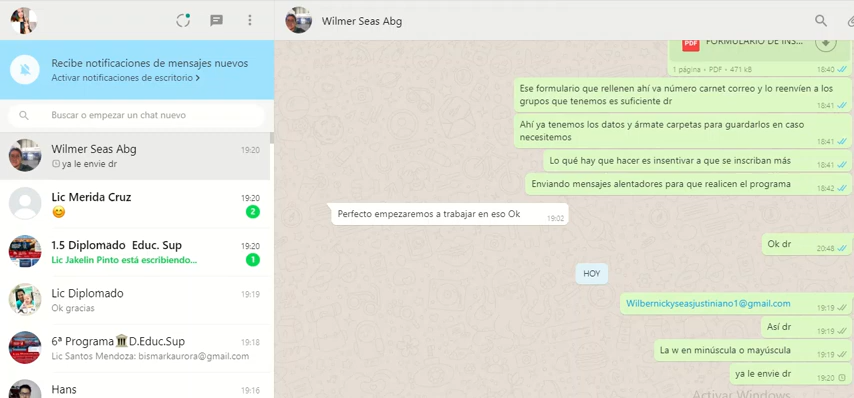 Wilmer Seas Abg
Recibe notificaciones de mensajes nuevos
Activar notificaciones de escritorio >
Buscar o empezar un chat nuevo
Wilmer Seas Abg 19:20
ya le envie dr
Lic Merida Cruz 19:20
2
1.5 Diplomado Educ. Sup 19:20
Lic Jakelin Pinto está escribiendo... 1
Lic Diplomado 19:19
Ok gracias
6ª Programa🏛D.Educ.Sup 19:18
Lic Santos Mendoza: bismarkaurora@gmail.com
Hans 19:16
PDF FORMULARIO DE INS...
1 página • PDF • 471 kB 18:40
Ese formulario que rellenen ahí va número carnet correo y lo reenvíen a los
grupos que tenemos es suficiente dr 18:41
Ahí ya tenemos los datos y ármate carpetas para guardarlos en caso
necesitemos 18:41
Lo qué hay que hacer es insentivar a que se inscriban más 18:41
Enviando mensajes alentadores para que realicen el programa 18:42
Perfecto empezaremos a trabajar en eso Ok 19:02
Ok dr 20:48
HOY
Wilbernickyseasjustiniano1@gmail.com 19:19
Así dr 19:19
La w en minúscula o mayúscula 19:19
ya le envie dr 19:20
Activar Windows